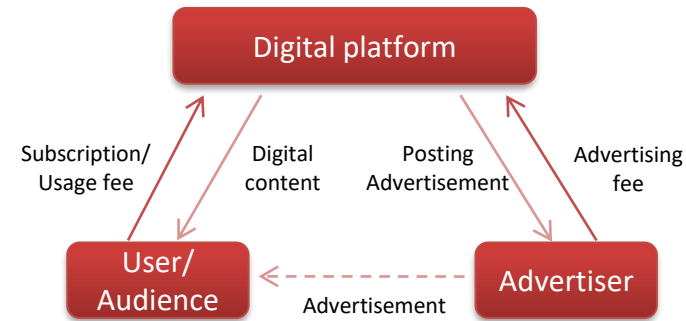 Digital platform
Subscription/
Usage fee
Digital
content
Posting
Advertisement
Advertising
fee
User/
Audience
Advertisement
Advertiser